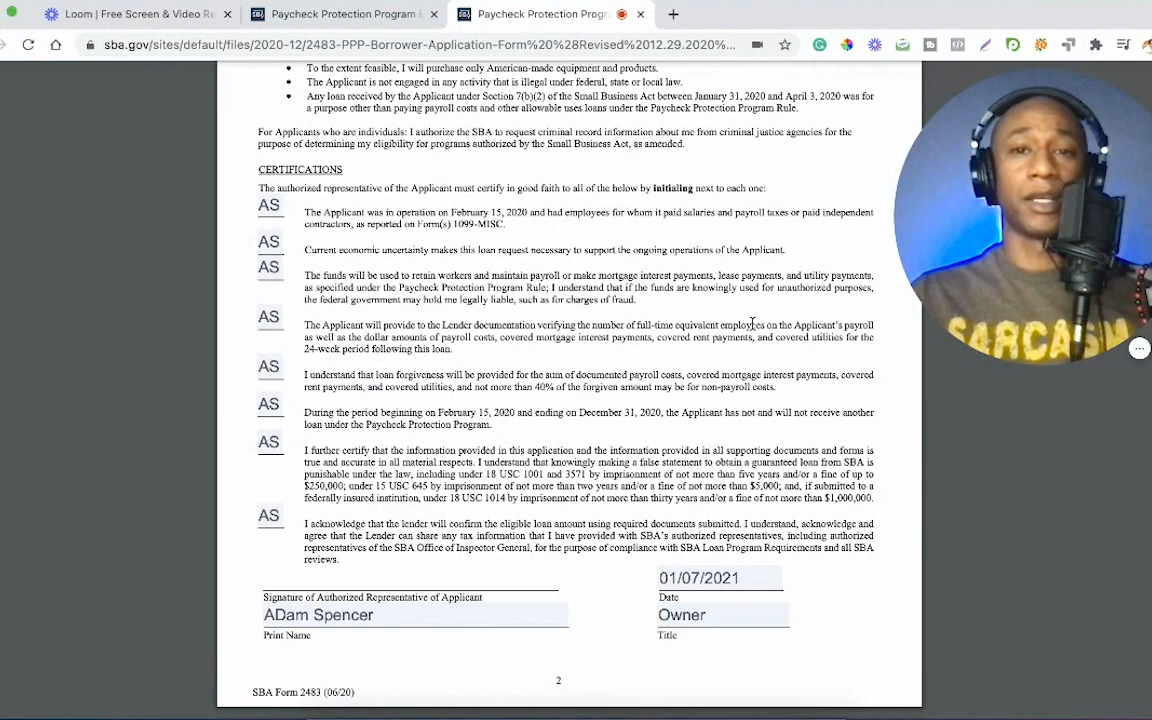 Loom | Free Screen & Video Re
Paycheck Protection Program E
Paycheck Protection Progr
sba.gov/sites/default/files/2020-12/2483-PPP-Borrower-Application-Form%20%28Revised%2012.29.2020%...
• To the extent feasible, I will purchase only American-made equipment and products.
• The Applicant is not engaged in any activity that is illegal under federal, state or local law.
• Any loan received by the Applicant under Section 7(b)(2) of the Small Business Act between January 31, 2020 and April 3, 2020 was for
a purpose other than paying payroll costs and other allowable uses loans under the Paycheck Protection Program Rule.
For Applicants who are individuals: I authorize the SBA to request criminal record information about me from criminal justice agencies for the
purpose of determining my eligibility for programs authorized by the Small Business Act, as amended.
CERTIFICATIONS
The authorized representative of the Applicant must certify in good faith to all of the below by initialing next to each one:
AS
The Applicant was in operation on February 15, 2020 and had employees for whom it paid salaries and payroll taxes or paid independent
contractors, as reported on Form(s) 1099-MISC.
AS
Current economic uncertainty makes this loan request necessary to support the ongoing operations of the Applicant.
AS
The funds will be used to retain workers and maintain payroll or make mortgage interest payments, lease payments, and utility payments,
as specified under the Paycheck Protection Program Rule; I understand that if the funds are knowingly used for unauthorized purposes,
the federal government may hold me legally liable, such as for charges of fraud.
AS
The Applicant will provide to the Lender documentation verifying the number of full-time equivalent employees on the Applicant's payroll
as well as the dollar amounts of payroll costs, covered mortgage interest payments, covered rent payments, and covered utilities for the
24-week period following this loan.
AS
I understand that loan forgiveness will be provided for the sum of documented payroll costs, covered mortgage interest payments, covered
rent payments, and covered utilities, and not more than 40% of the forgiven amount may be for non-payroll costs.
AS
During the period beginning on February 15, 2020 and ending on December 31, 2020, the Applicant has not and will not receive another
loan under the Paycheck Protection Program.
AS
I further certify that the information provided in this application and the information provided in all supporting documents and forms is
true and accurate in all material respects. I understand that knowingly making a false statement to obtain a guaranteed loan from SBA is
punishable under the law, including under 18 USC 1001 and 3571 by imprisonment of not more than five years and/or a fine of up to
$250,000; under 15 USC 645 by imprisonment of not more than two years and/or a fine of not more than $5,000; and, if submitted to a
federally insured institution, under 18 USC 1014 by imprisonment of not more than thirty years and/or a fine of not more than $1,000,000.
AS
I acknowledge that the lender will confirm the eligible loan amount using required documents submitted. I understand, acknowledge and
agree that the Lender can share any tax information that I have provided with SBA's authorized representatives, including authorized
representatives of the SBA Office of Inspector General, for the purpose of compliance with SBA Loan Program Requirements and all SBA
reviews.
01/07/2021
Signature of Authorized Representative of Applicant
Date
ADam Spencer
Owner
Print Name
Title
2
SBA Form 2483 (06/20)
SARCASM